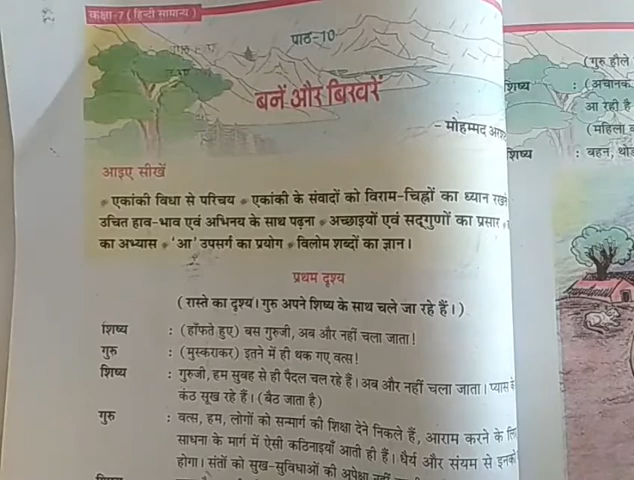 कक्षा-7 ( हिन्दी सामान्य )
पाठ-10
बनें और बिखरें
- मोहम्मद
आइए सीखें
• एकांकी विधा से परिचय • एकांकी के संवादों को विराम-चिह्नों का ध्यान
उचित हाव-भाव एवं अभिनय के साथ पढ़ना • अच्छाइयों एवं सद्गुणों का प्रसार •
का अभ्यास • 'आ' उपसर्ग का प्रयोग • विलोम शब्दों का ज्ञान।
प्रथम दृश्य
(रास्ते का दृश्य। गुरु अपने शिष्य के साथ चले जा रहे हैं।)
शिष्य : (हाँफते हुए) बस गुरुजी, अब और नहीं चला जाता!
गुरु : (मुस्कराकर) इतने में ही थक गए वत्स!
शिष्य : गुरुजी, हम सुबह से ही पैदल चल रहे हैं। अब और नहीं चला जाता। प्यास
कंठ सूख रहे हैं। (बैठ जाता है)
गुरु : वत्स, हम, लोगों को सन्मार्ग की शिक्षा देने निकले हैं, आराम करने के
साधना के मार्ग में ऐसी कठिनाइयाँ आती ही हैं। धैर्य और संयम से
होगा। संतों को सुख-सुविधाओं की अपेक्षा नहीं
(गुरु हौले
शिष्य : (अचानक
आ रही है
(महिला
शिष्य : बहन,